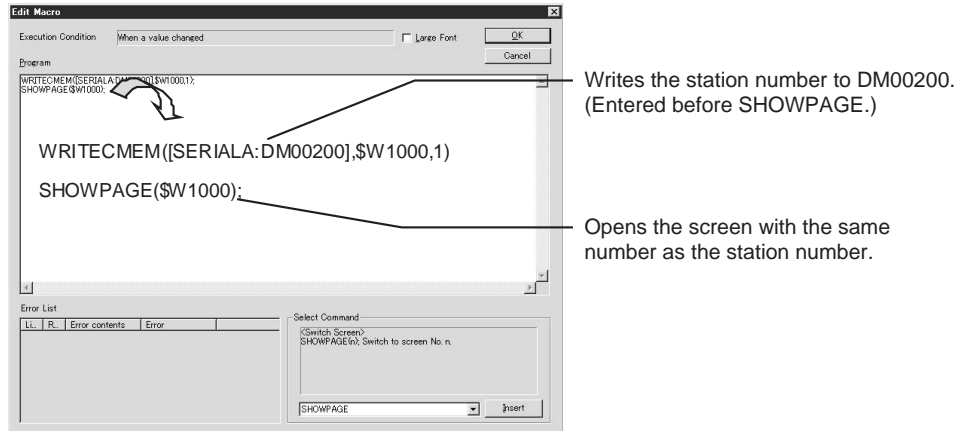 Edit Macro
Execution Condition When a value changed Large Font OK
Cancel
Program
WRITECMEM([SERIALA:DM00200],$W1000,1);
SHOWPAGE($W1000);
Writes the station number to DM00200.
(Entered before SHOWPAGE.)
WRITECMEM([SERIALA:DM00200],$W1000,1)
SHOWPAGE($W1000);
Opens the screen with the same
number as the station number.
Error List
Li.. R.. Error contents Error
Select Command
<Switch Screen>
SHOWPAGE(n); Switch to screen No. n.
SHOWPAGE Insert